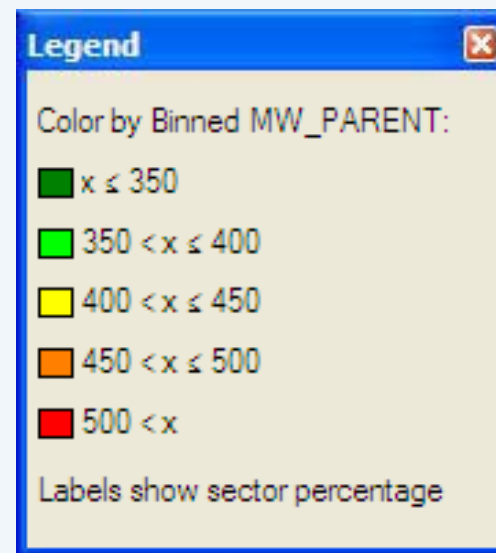 Legend
Color by Binned MW_PARENT:
x ≤ 350
350 < x ≤ 400
400 < x ≤ 450
450 < x ≤ 500
500 < x
Labels show sector percentage